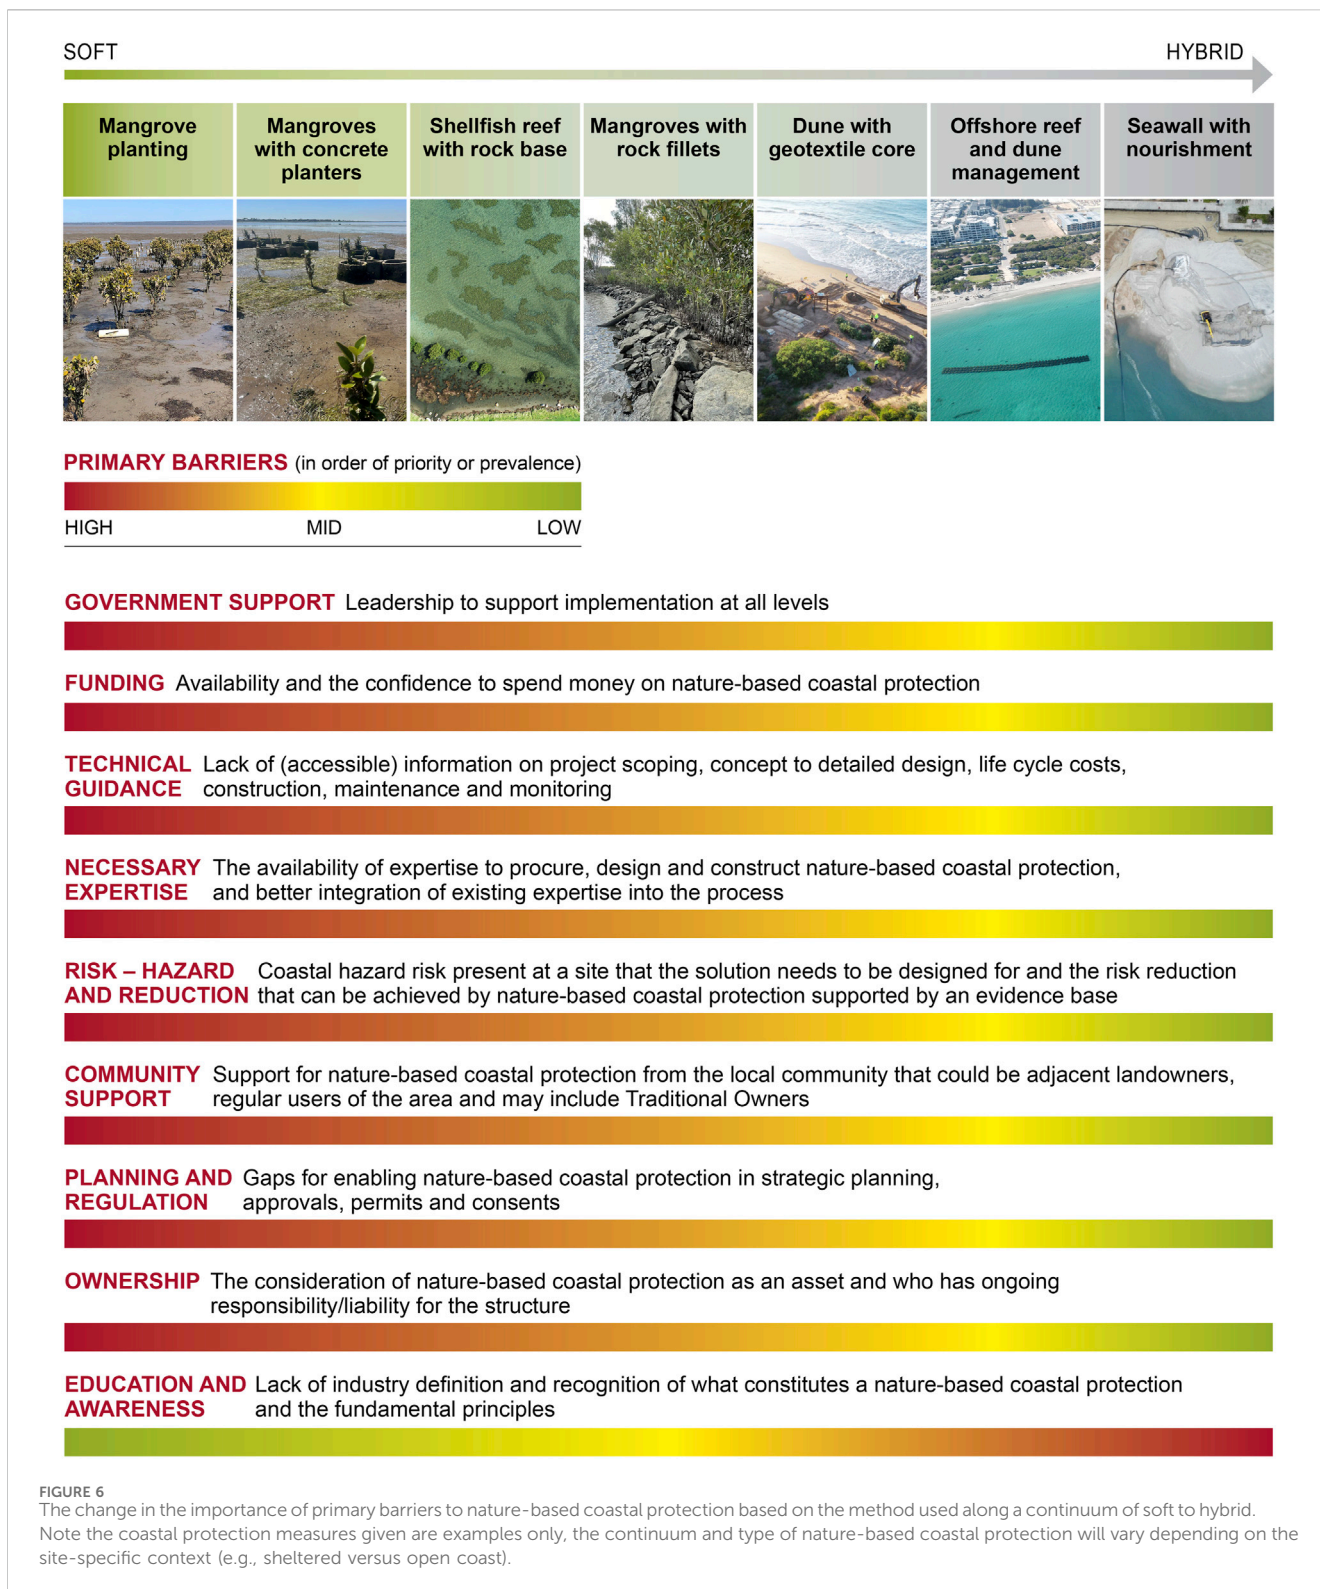 SOFT
HYBRID
Mangrove
planting
Mangroves
with concrete
planters
Shellfish reef
with rock base
Mangroves with
rock fillets
Dune with
geotextile core
Offshore reef
and dune
management
Seawall with
nourishment
PRIMARY BARRIERS (in order of priority or prevalence)
HIGH MID LOW
GOVERNMENT SUPPORT Leadership to support implementation at all levels
FUNDING Availability and the confidence to spend money on nature-based coastal protection
TECHNICAL Lack of (accessible) information on project scoping, concept to detailed design, life cycle costs,
GUIDANCE construction, maintenance and monitoring
NECESSARY The availability of expertise to procure, design and construct nature-based coastal protection,
EXPERTISE and better integration of existing expertise into the process
RISK – HAZARD Coastal hazard risk present at a site that the solution needs to be designed for and the risk reduction
AND REDUCTION that can be achieved by nature-based coastal protection supported by an evidence base
COMMUNITY Support for nature-based coastal protection from the local community that could be adjacent landowners,
SUPPORT regular users of the area and may include Traditional Owners
PLANNING AND Gaps for enabling nature-based coastal protection in strategic planning,
REGULATION approvals, permits and consents
OWNERSHIP The consideration of nature-based coastal protection as an asset and who has ongoing
responsibility/liability for the structure
EDUCATION AND Lack of industry definition and recognition of what constitutes a nature-based coastal protection
AWARENESS and the fundamental principles
FIGURE 6
The change in the importance of primary barriers to nature-based coastal protection based on the method used along a continuum of soft to hybrid.
Note the coastal protection measures given are examples only, the continuum and type of nature-based coastal protection will vary depending on the
site-specific context (e.g., sheltered versus open coast).